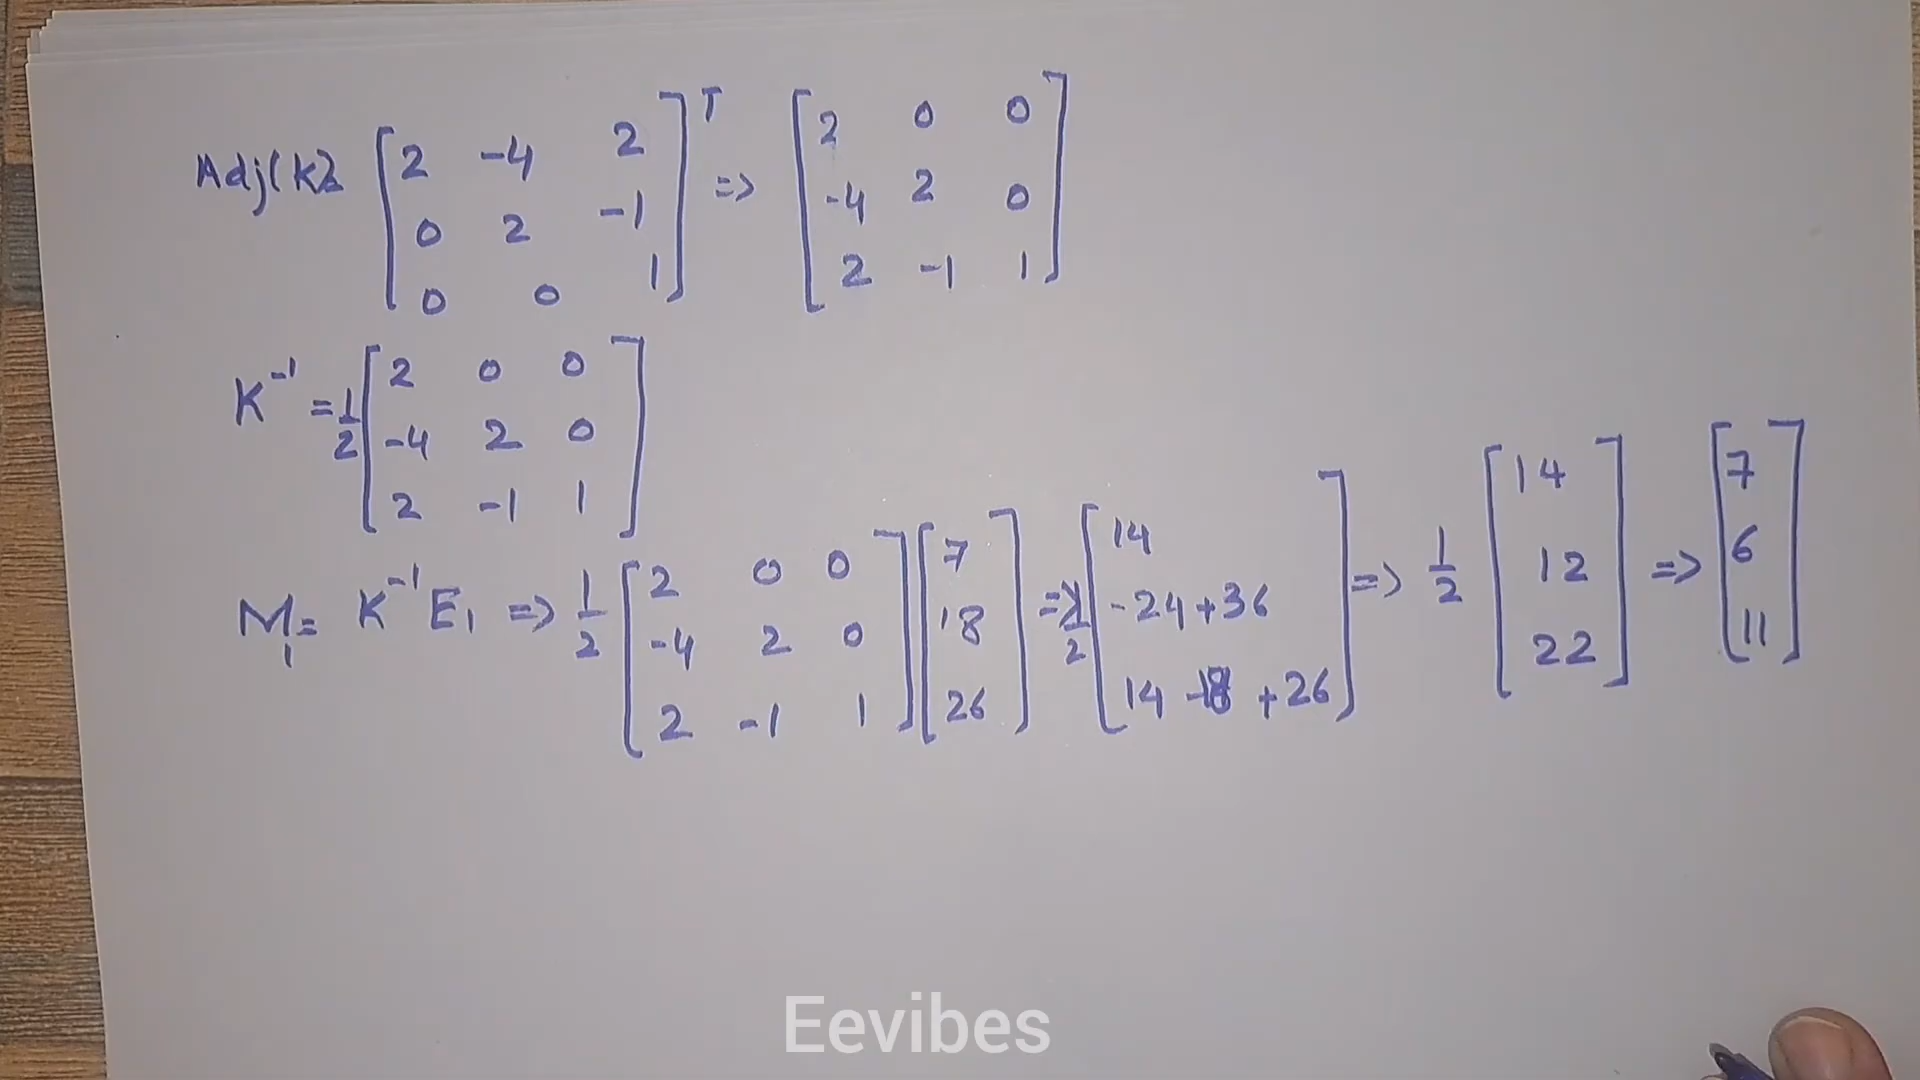 Adj(K)= [2 -4 2; 0 2 -1; 0 0 1]^T => [2 0 0; -4 2 0; 2 -1 1]
K^-1 = 1/2 [2 0 0; -4 2 0; 2 -1 1]
M1 = K^-1 E1 => 1/2 [2 0 0; -4 2 0; 2 -1 1] [7; 18; 26] => 1/2 [14; -24+36; 14 -18 +26] => 1/2 [14; 12; 22] => [7; 6; 11]
Eevibes